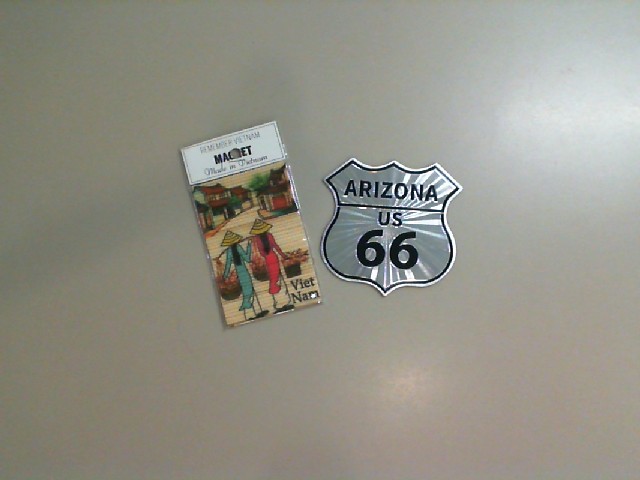 REMEMBER VIETNAM
MAGNET
Made in Vietnam
Viet
Nam
ARIZONA
US
66